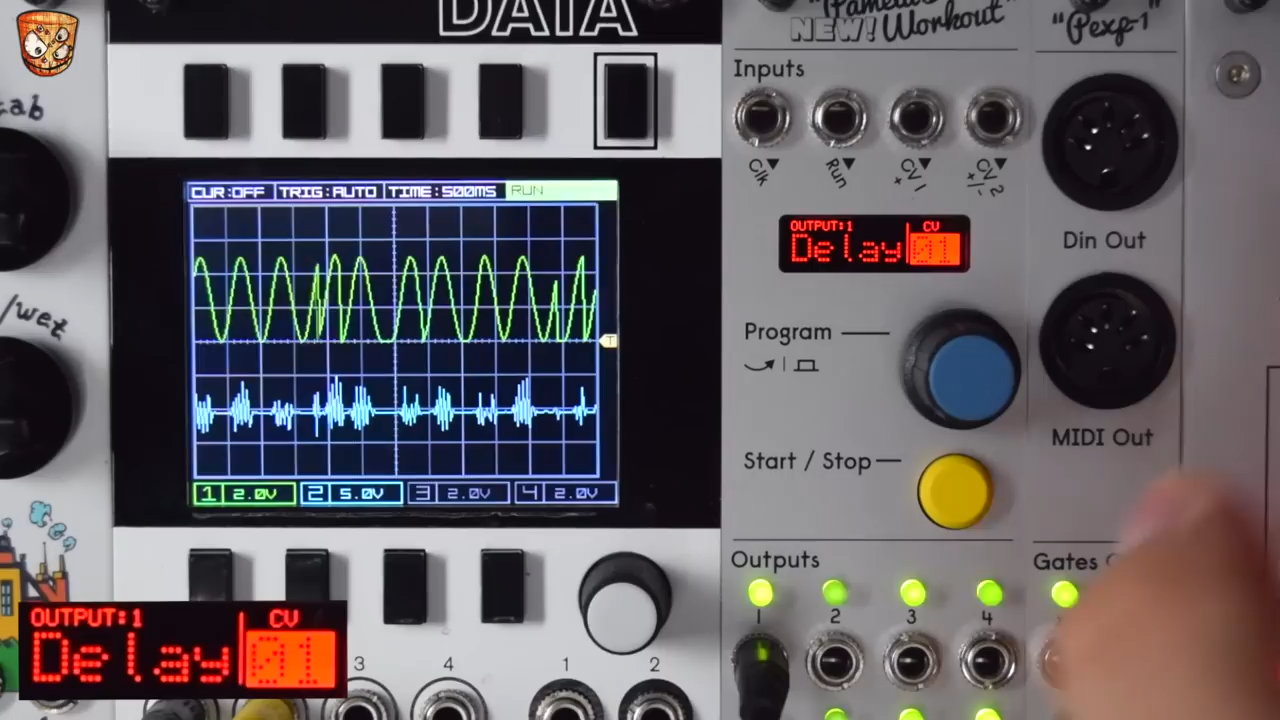 DATA
"Pamela's
NEW! Workout"
"Pexp-1"
Inputs
Clk
Run
CV 1
+
CV 2
+/-
CUR:OFF
TRIG:AUTO
TIME:500MS
RUN
T
1 2.0V
2 5.0V
3 2.0V
4 2.0V
OUTPUT:1 CV
Delay 01
Din Out
Program
MIDI Out
Start / Stop
/wet
Outputs
Gates
1
2
3
4
OUTPUT:1 CV
Delay 01
3
4
1
2